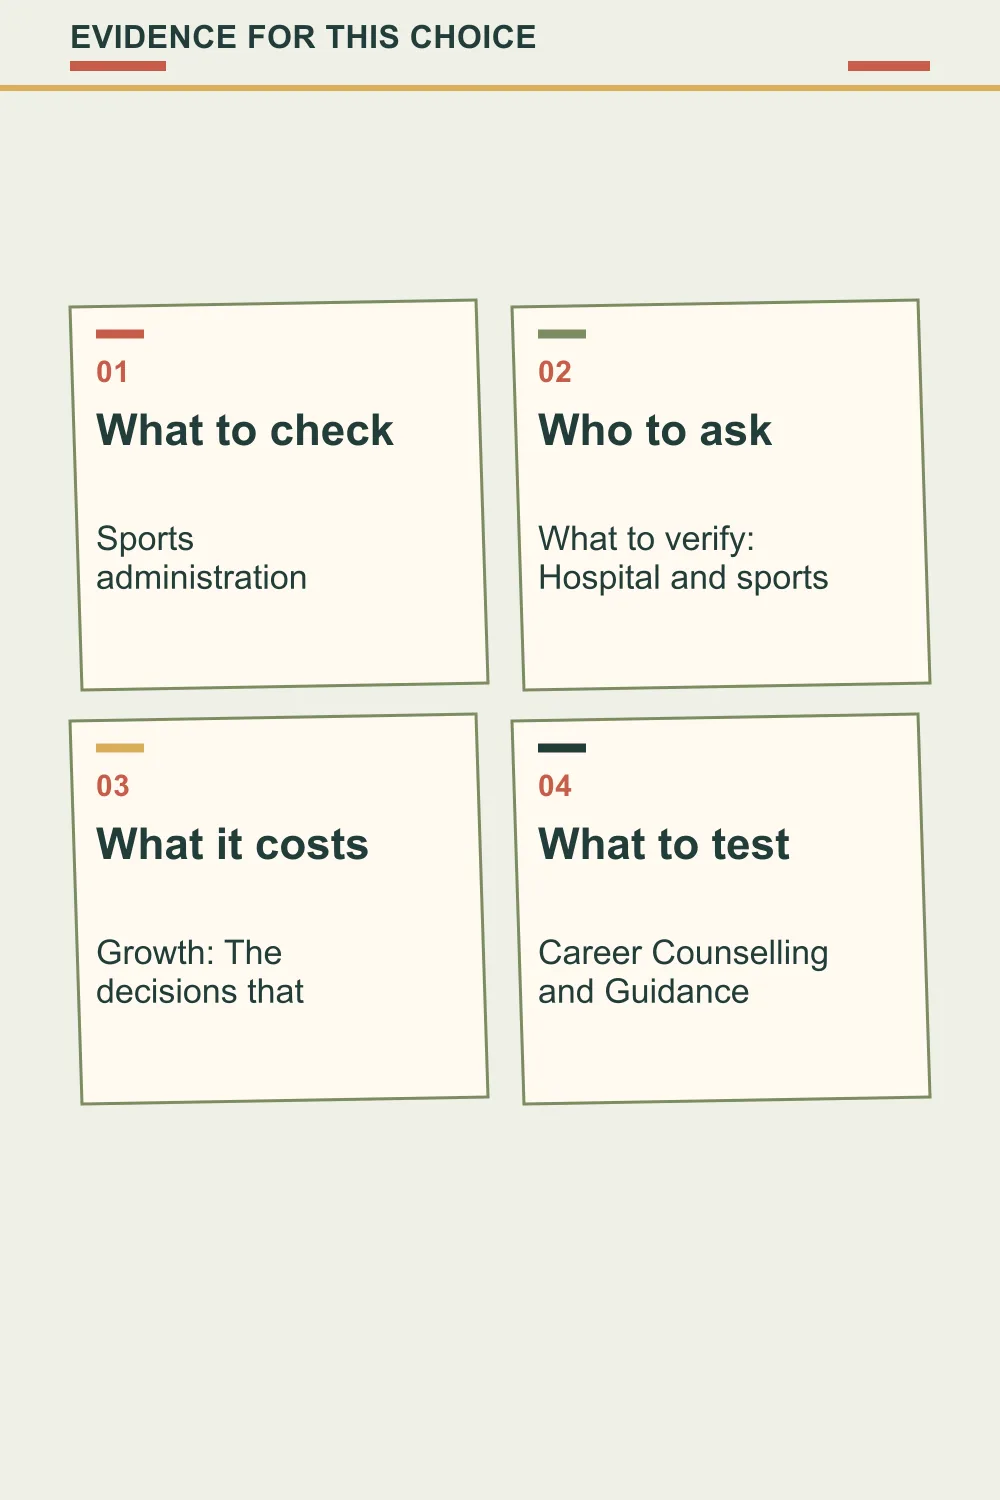 EVIDENCE FOR THIS CHOICE
01
What to check
Sports
administration
02
Who to ask
What to verify:
Hospital and sports
03
What it costs
Growth: The
decisions that
04
What to test
Career Counselling
and Guidance